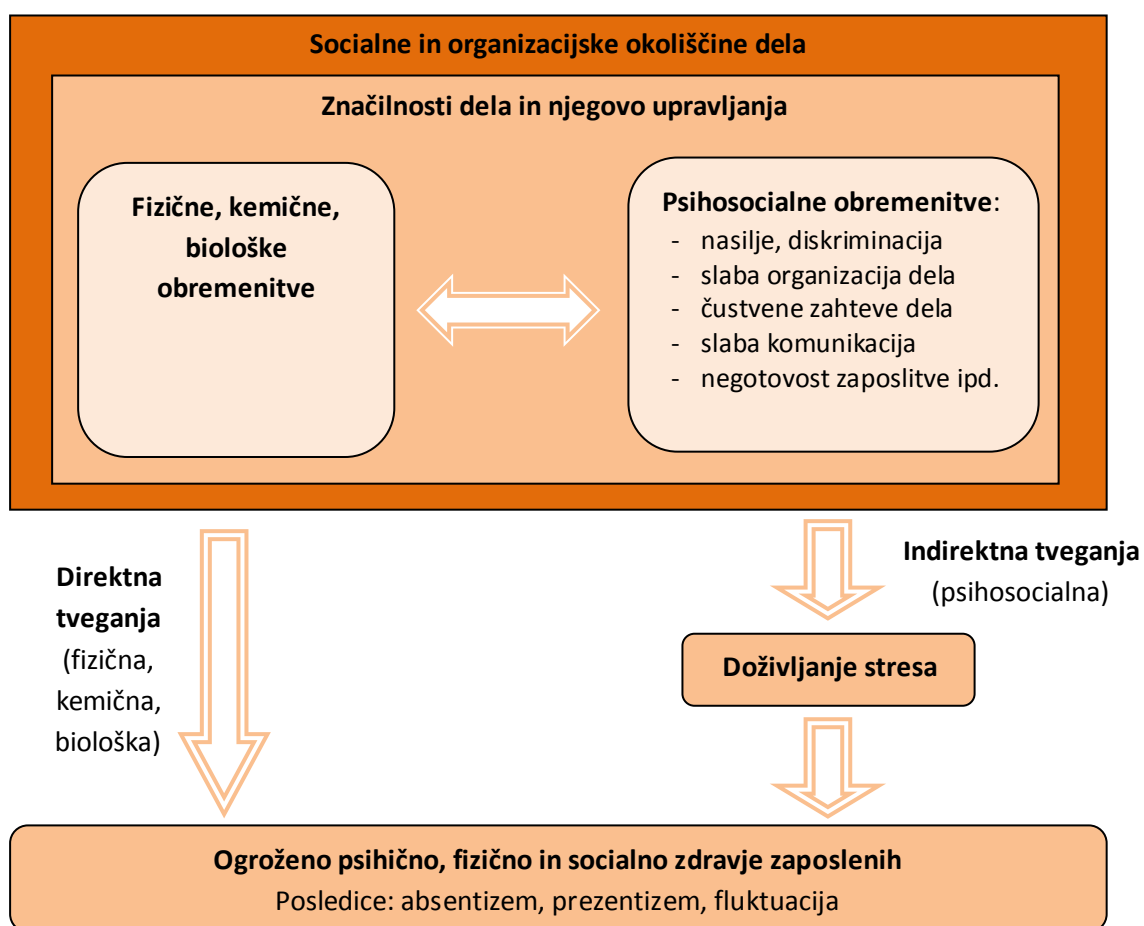 Socialne in organizacijske okoliščine dela
Značilnosti dela in njegovo upravljanja
Fizične, kemične,
biološke
obremenitve
Psihosocialne obremenitve:
- nasilje, diskriminacija
- slaba organizacija dela
- čustvene zahteve dela
- slaba komunikacija
- negotovost zaposlitve ipd.
Direktna
tveganja
(fizična,
kemična,
biološka)
Indirektna tveganja
(psihosocialna)
Doživljanje stresa
Ogroženo psihično, fizično in socialno zdravje zaposlenih
Posledice: absentizem, prezentizem, fluktuacija